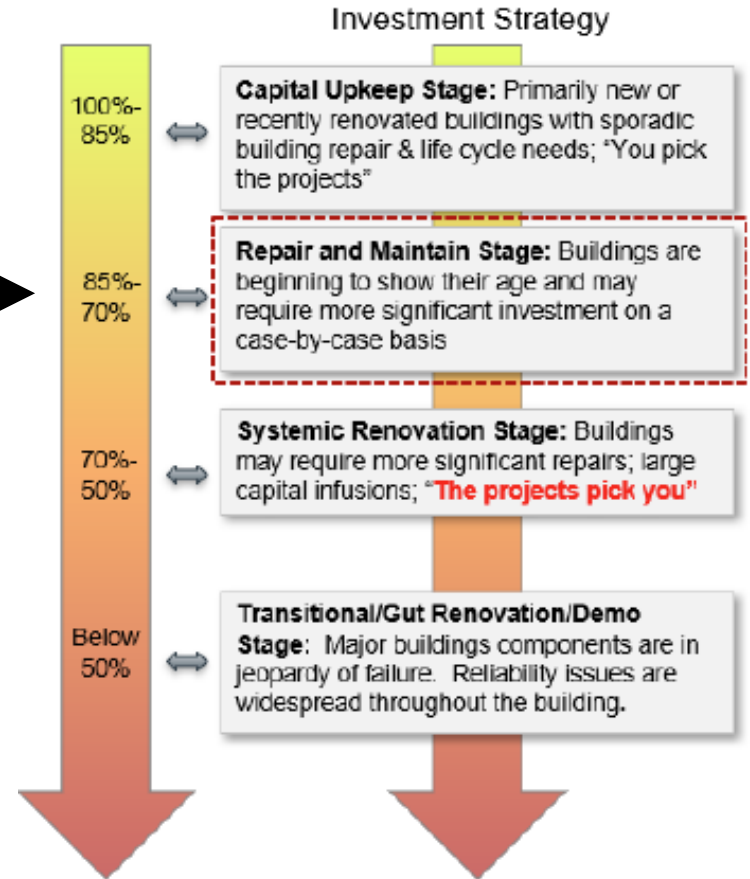 Investment Strategy
100%-
85%
Capital Upkeep Stage: Primarily new or
recently renovated buildings with sporadic
building repair & life cycle needs; "You pick
the projects"
85%-
70%
Repair and Maintain Stage: Buildings are
beginning to show their age and may
require more significant investment on a
case-by-case basis
70%-
50%
Systemic Renovation Stage: Buildings
may require more significant repairs; large
capital infusions; "The projects pick you"
Below
50%
Transitional/Gut Renovation/Demo
Stage: Major buildings components are in
jeopardy of failure. Reliability issues are
widespread throughout the building.